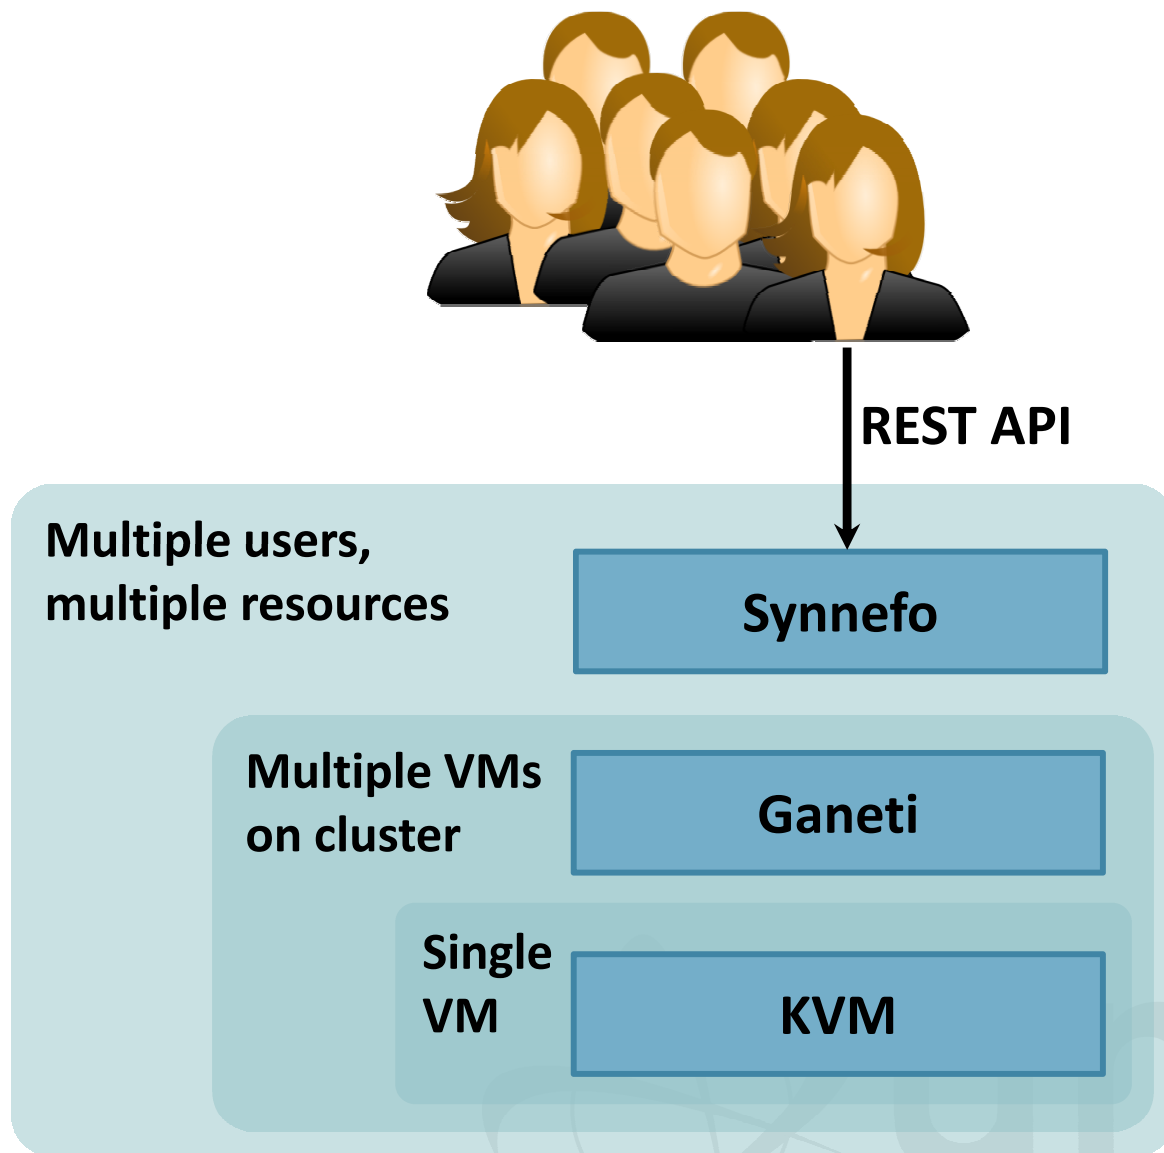 REST API
Multiple users,
multiple resources
Synnefo
Multiple VMs
on cluster
Ganeti
Single
VM
KVM